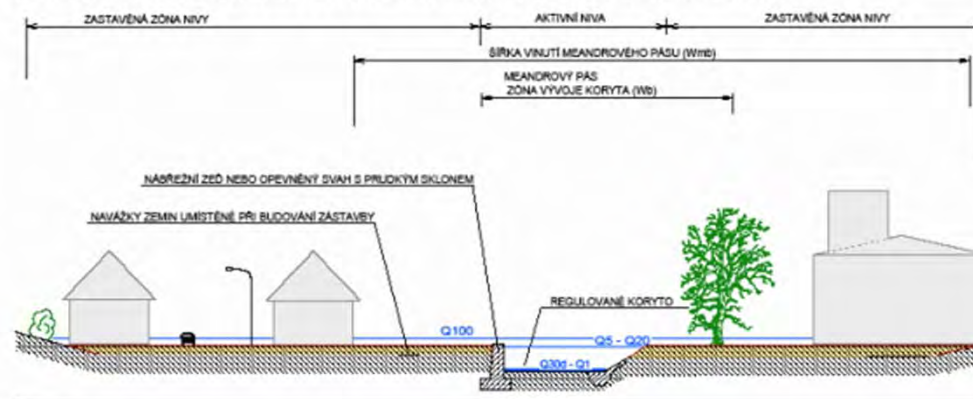 ZASTAVĚNÁ ZÓNA NIVY
AKTIVNÍ NIVA
ZASTAVĚNÁ ZÓNA NIVY
ŠÍŘKA VINUTÍ MEANDROVÉHO PÁSU (Wmb)
MEANDROVÝ PÁS
ZÓNA VÝVOJE KORYTA (Wb)
NÁBŘEŽNÍ ZEĎ NEBO OPEVNĚNÝ SVAH S PRUDKÝM SKLONEM
NAVÁŽKY ZEMIN UMÍSTĚNÉ PŘI BUDOVÁNÍ ZÁSTAVBY
REGULOVANÉ KORYTO
Q100
Q5 - Q20
Q30d - Q1